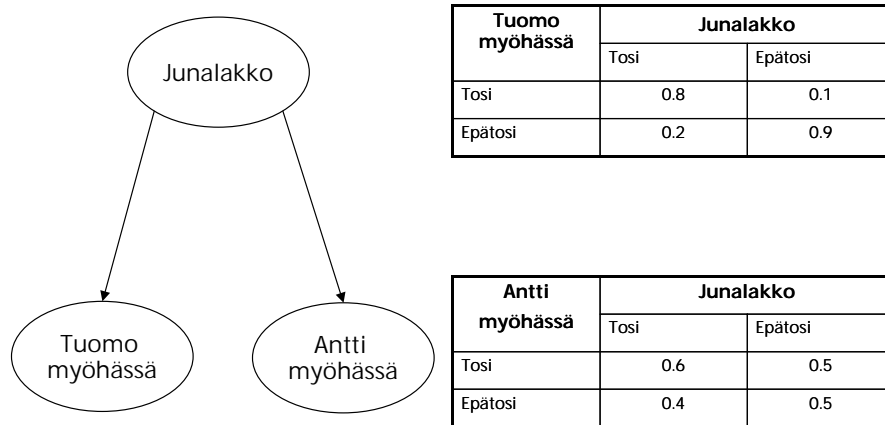 Junalakko
Tuomo
myöhässä
Antti
myöhässä
Tuomo
myöhässä
Junalakko
Tosi Epätosi
Tosi 0.8 0.1
Epätosi 0.2 0.9
Antti
myöhässä
Junalakko
Tosi Epätosi
Tosi 0.6 0.5
Epätosi 0.4 0.5